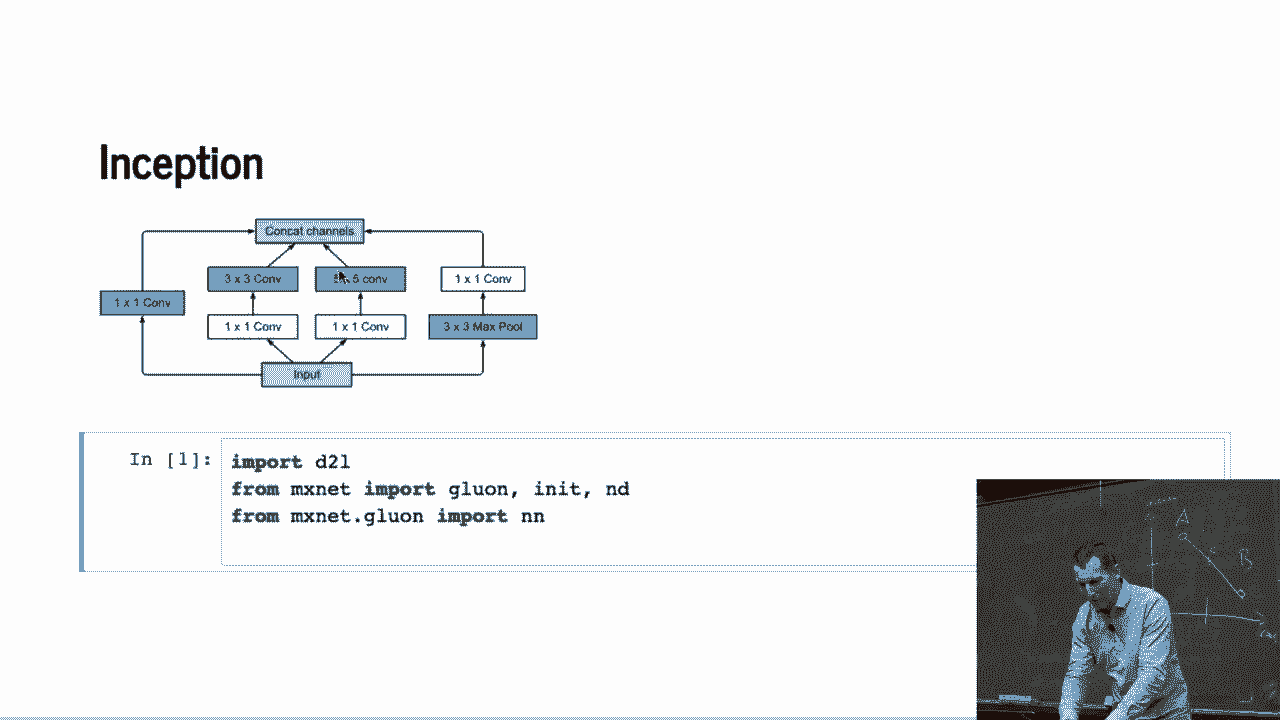 Inception
Concat channels
3 x 3 Conv
5 conv
1 x 1 Conv
1 x 1 Conv
1 x 1 Conv
1 x 1 Conv
3 x 3 Max Pool
Input
In [1]: import d2l
from mxnet import gluon, init, nd
from mxnet.gluon import nn
A
B